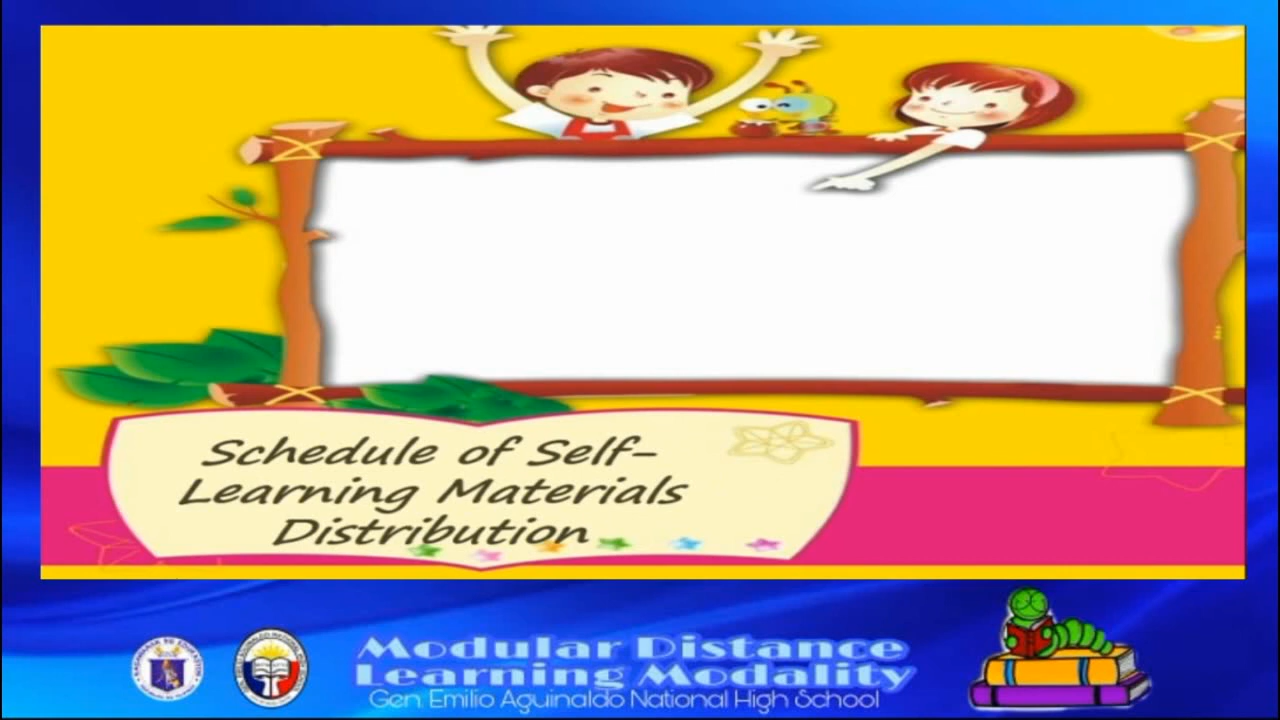 Schedule of Self-
Learning Materials
Distribution
Modular Distance
Learning Modality
Gen. Emilio Aguinaldo National High School